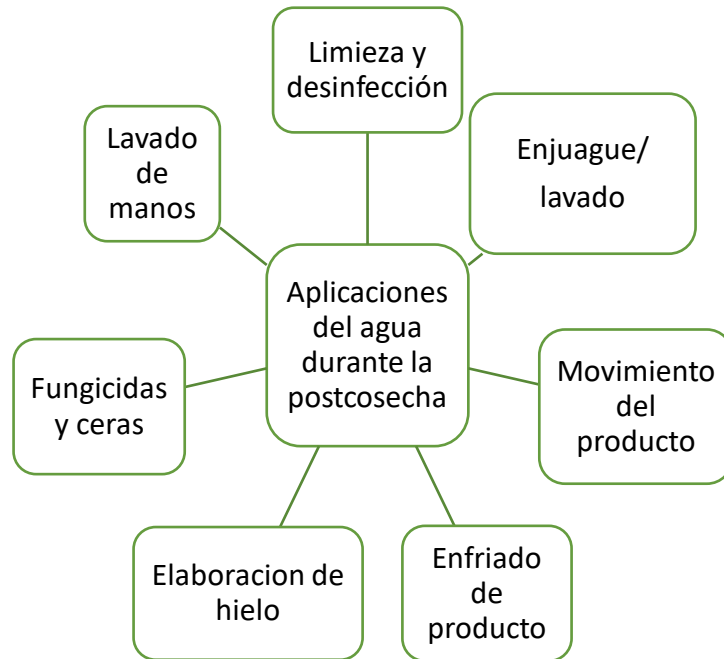 Limieza y
desinfección
Enjuague/
lavado
Lavado
de
manos
Aplicaciones
del agua
durante la
postcosecha
Movimiento
del
producto
Fungicidas
y ceras
Enfriado
de
producto
Elaboracion de
hielo